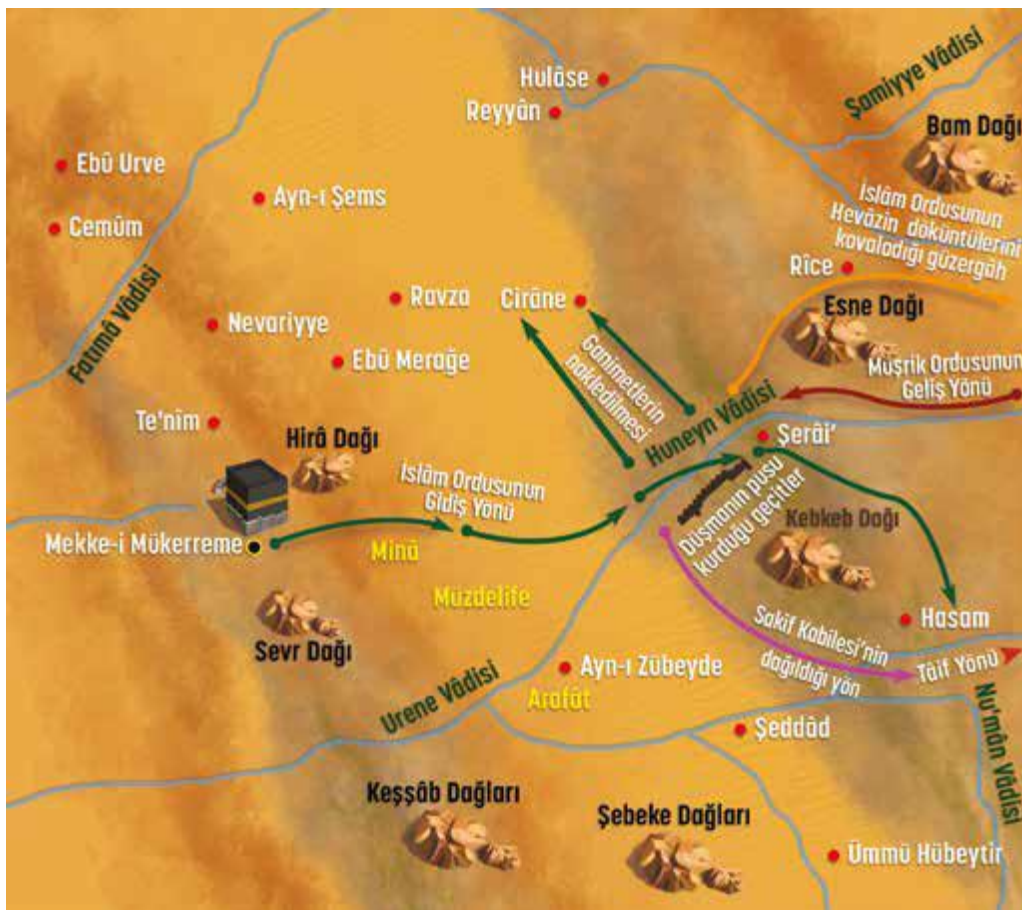 Hulâse
Reyyân
Şamiyye Vâdisi
Bam Dağı
Ebû Urve
Cemûm
Ayn-ı Şems
İslâm Ordusunun
Hevâzin döküntülerini
kovaladığı güzergâh
Rîce
Esne Dağı
Fatımâ Vâdisi
Ravza
Cirâne
Nevariyye
Ebû Merağe
Ganimetlerin
nakledilmesi
Müşrik Ordusunun
Geliş Yönü
Huneyn Vâdisi
Te'nîm
Hirâ Dağı
Şerâi'
İslâm Ordusunun
Gidiş Yönü
Düşmanın pusu
kurduğu geçitler
Kebkeb Dağı
Mekke-i Mükerreme
Minâ
Müzdelife
Hasam
Sevr Dağı
Sakif Kabilesi'nin
dağıldığı yön
Tâif Yönü
Ayn-ı Zübeyde
Arafât
Urene Vâdisi
Şeddâd
Nu'mân Vâdisi
Keşşâb Dağları
Şebeke Dağları
Ümmü Hübeytir